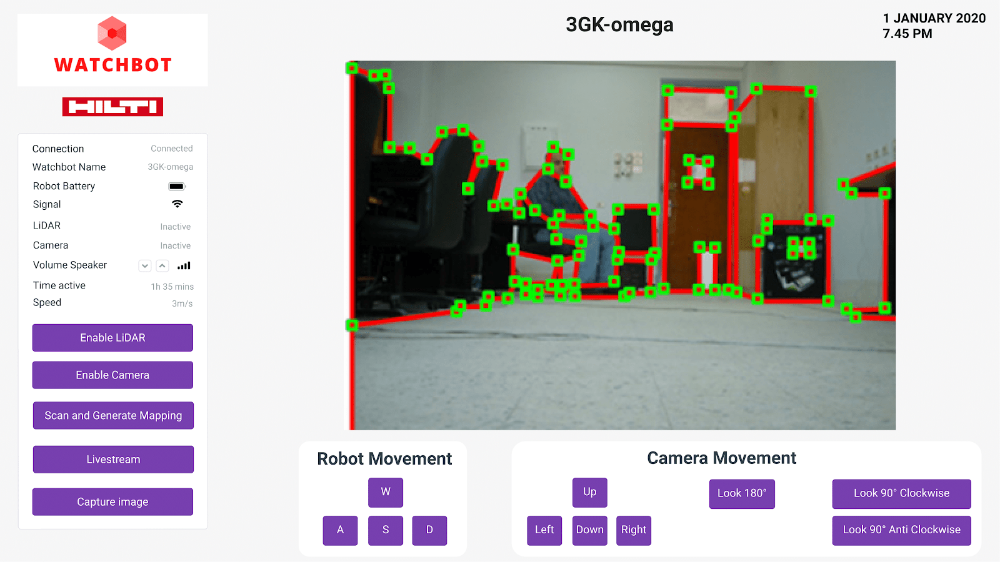 WATCHBOT
HILTI
3GK-omega
1 JANUARY 2020
7.45 PM
Connection Connected
Watchbot Name 3GK-omega
Robot Battery
Signal
LiDAR Inactive
Camera Inactive
Volume Speaker
Time active 1h 35 mins
Speed 3m/s
Enable LiDAR
Enable Camera
Scan and Generate Mapping
Livestream
Capture image
Robot Movement
W
A S D
Camera Movement
Up
Left Down Right
Look 180°
Look 90° Clockwise
Look 90° Anti Clockwise